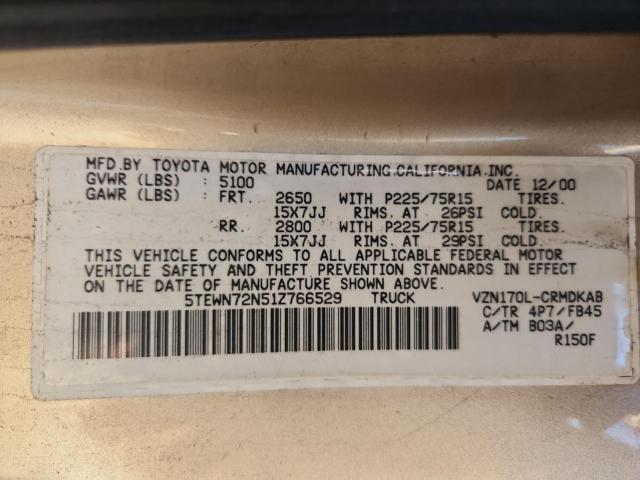 MFD.BY TOYOTA MOTOR MANUFACTURING,CALIFORNIA,INC.
GVWR (LBS) : 5100 DATE 12/00
GAWR (LBS) : FRT. 2650 WITH P225/75R15 TIRES.
15X7JJ RIMS. AT 26PSI COLD.
RR. 2800 WITH P225/75R15 TIRES.
15X7JJ RIMS. AT 29PSI COLD.
THIS VEHICLE CONFORMS TO ALL APPLICABLE FEDERAL MOTOR
VEHICLE SAFETY AND THEFT PREVENTION STANDARDS IN EFFECT
ON THE DATE OF MANUFACTURE SHOWN ABOVE.
5TEWN72N51Z766529 TRUCK VZN170L-CRMDKAB
C/TR 4P7/FB45
A/TM B03A/
R150F